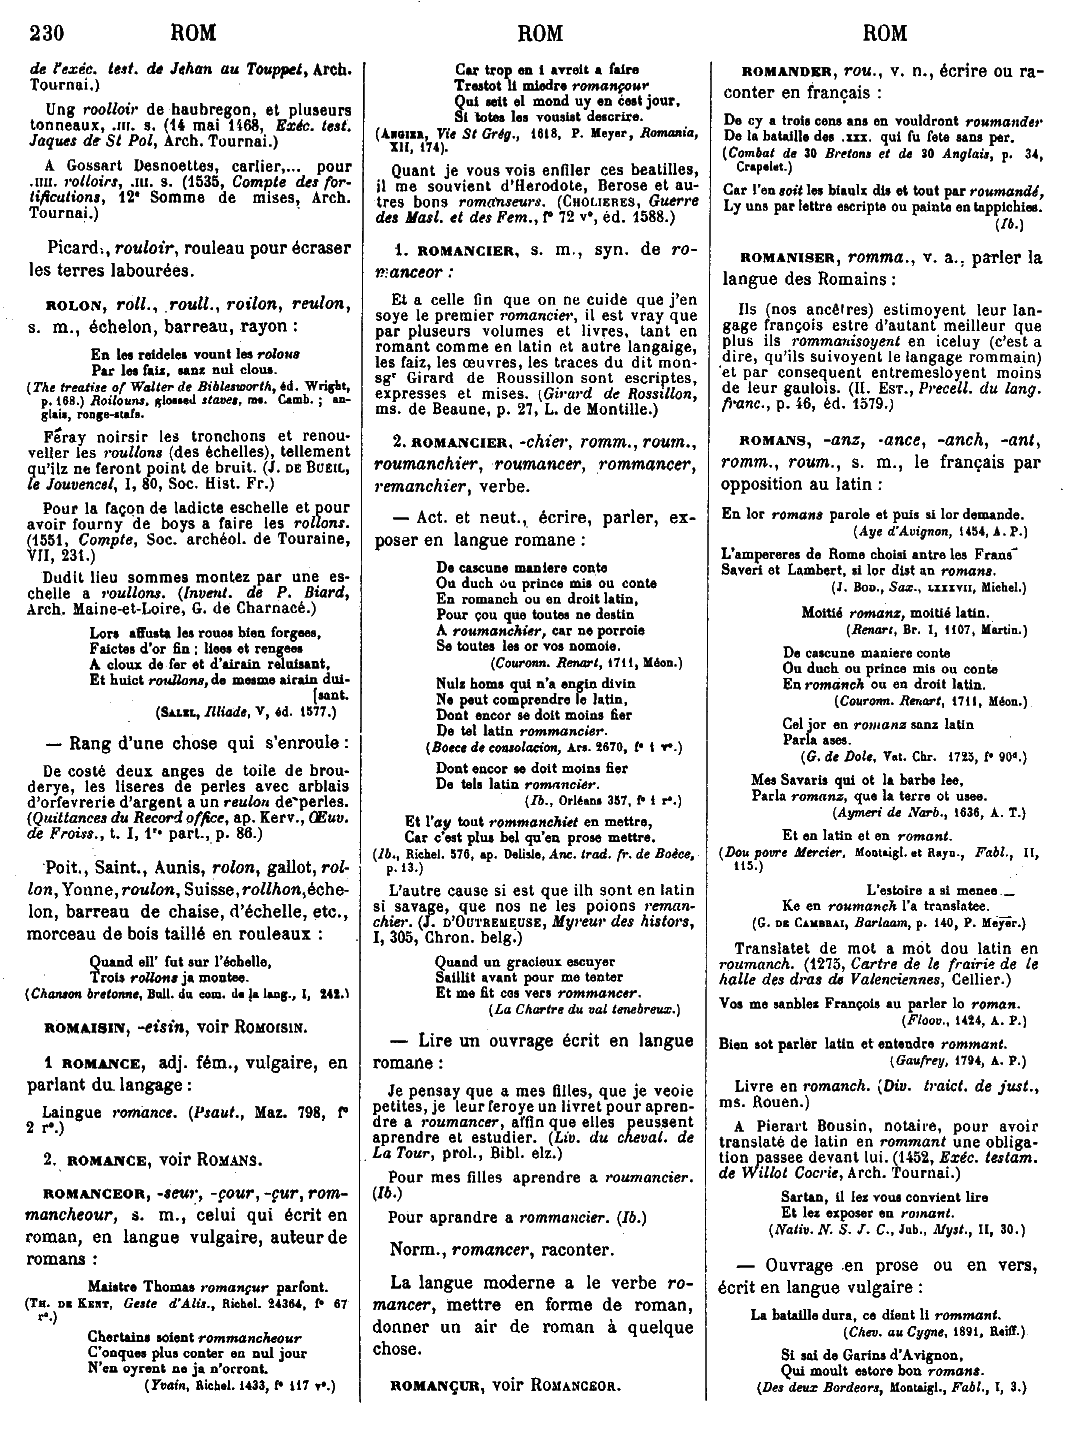 230 ROM ROM ROM
de l'exéc. test. de Jehan au Touppet, Arch.
Tournai.)
Ung roolloir de haubregon, et pluseurs
tonneaux, .III. s. (14 mai 1468, Exéc. test.
Jaques de St Pol, Arch. Tournai.)
A Gossart Desnoettes, carlier,... pour
.IIII. rolloirs, .III. s. (1535, Compte des for-
tifications, 12e Somme de mises, Arch.
Tournai.)
Picard., rouloir, rouleau pour écraser
les terres labourées.
ROLON, roll., roull., roilon, reulon,
s. m., échelon, barreau, rayon :
En les reideles vount les rolous
Par les faiz, sanz nul clous.
(The treatise of Walter de Biblesworth, éd. Wright,
p. 168.) Roilouns, glossed staves, ms. Camb. ; an-
glais, ronge-stafs.
Feray noirsir les tronchons et renou-
veller les roullons (des échelles), tellement
qu'ilz ne feront point de bruit. (J. DE BUEIL,
le Jouvencel, I, 80, Soc. Hist. Fr.)
Pour la façon de ladicte eschelle et pour
avoir fourny de boys a faire les rollons.
(1551, Compte, Soc. archéol. de Touraine,
VII, 231.)
Dudit lieu sommes montez par une es-
chelle a roullons. (Invent. de P. Biard,
Arch. Maine-et-Loire, G. de Charnacé.)
Lors affusta les roues bien forgees,
Faictes d'or fin ; liees et rengees
A cloux de fer et d'airain reluisant,
Et huict roullons, de mesme airain dui-
[sant.
(SALEL, Illiade, V, éd. 1577.)
— Rang d'une chose qui s'enroule :
De costé deux anges de toile de brou-
derye, les liseres de perles avec arblais
d'orfevrerie d'argent a un reulon de perles.
(Quittances du Record office, ap. Kerv., Œuv.
de Froiss., t. I, 1re part., p. 86.)
Poit., Saint., Aunis, rolon, gallot, rol-
lon, Yonne, roulon, Suisse, rollhon, éche-
lon, barreau de chaise, d'échelle, etc.,
morceau de bois taillé en rouleaux :
Quand ell' fut sur l'échelle,
Trois rollons ja montee.
(Chanson bretonne, Bull. du com. de la lang., I, 242.)
ROMAISIN, -eisin, voir ROMOISIN.
1 ROMANCE, adj. fém., vulgaire, en
parlant du langage :
Laingue romance. (Psaut., Maz. 798, f°
2 r°.)
2. ROMANCE, voir ROMANS.
ROMANCEOR, -seur, -çour, -çur, rom-
mancheour, s. m., celui qui écrit en
roman, en langue vulgaire, auteur de
romans :
Maistre Thomas romançur parfont.
(TH. DE KENT, Geste d'Alis., Richel. 24364, f° 67
r°.)
Chertains soient rommancheour
C'onques plus conter en nul jour
N'en oyrent ne ja n'orront.
(Yvain, Richel. 1433, f° 117 v°.)
Car trop en i avreit a faire
Trestot li miedre romançour
Qui seit el mond uy en cest jour,
Si totes les vousist descrire.
(ANGIER, Vie St Grég., 1618, P. Meyer, Romania,
XII, 174).
Quant je vous vois enfiler ces beatilles,
il me souvient d'Herodote, Berose et au-
tres bons romanseurs. (CHOLIERES, Guerre
des Masl. et des Fem., f° 72 v°, éd. 1588.)
1. ROMANCIER, s. m., syn. de ro-
manceor :
Et a celle fin que on ne cuide que j'en
soye le premier romancier, il est vray que
par pluseurs volumes et livres, tant en
romant comme en latin et autre langaige,
les faiz, les œuvres, les traces du dit mon-
sgr Girard de Roussillon sont escriptes,
expresses et mises. (Girard de Rossillon,
ms. de Beaune, p. 27, L. de Montille.)
2. ROMANCIER, -chier, romm., roum.,
roumanchier, roumancer, rommancer,
remanchier, verbe.
— Act. et neut., écrire, parler, ex-
poser en langue romane :
De cascune maniere conte
Ou duch ou prince mis ou conte
En romanch ou en droit latin,
Pour çou que toutes ne destin
A roumanchier, car ne porroie
Se toutes les or vos nomoie.
(Couronn. Renart, 1711, Méon.)
Nulz homs qui n'a engin divin
Ne peut comprendre le latin,
Dont encor se doit moins fier
De tel latin rommancier.
(Boece de consolacion, Ars. 2670, f° 1 v°.)
Dont encor se doit moins fier
De tels latin romancier.
(Ib., Orléans 357, f° 1 r°.)
Et l'ay tout rommanchiet en mettre,
Car c'est plus bel qu'en prose mettre.
(Ib., Richel. 576, ap. Delisle, Anc. trad. fr. de Boèce,
p. 13.)
L'autre cause si est que ilh sont en latin
si savage, que nos ne les poions reman-
chier. (J. D'OUTREMEUSE, Myreur des histors,
I, 305, Chron. belg.)
Quand un gracieux escuyer
Saillit avant pour me tenter
Et me fit ces vers rommancer.
(La Chartre du val tenebreux.)
— Lire un ouvrage écrit en langue
romane :
Je pensay que a mes filles, que je veoie
petites, je leur feroye un livret pour apren-
dre a roumancer, affin que elles peussent
aprendre et estudier. (Liv. du cheval. de
La Tour, prol., Bibl. elz.)
Pour mes filles aprendre a roumancier.
(Ib.)
Pour aprandre a rommancier. (Ib.)
Norm., romancer, raconter.
La langue moderne a le verbe ro-
mancer, mettre en forme de roman,
donner un air de roman à quelque
chose.
ROMANÇUR, voir ROMANCEOR.
ROMANDER, rou., v. n., écrire ou ra-
conter en français :
De cy a trois cens ans en vouldront roumander
De la bataille des .XXX. qui fu fete sans per.
(Combat de 30 Bretons et de 30 Anglais, p. 34,
Crapelet.)
Car l'en soit les biaulx dis et tout par roumandé,
Ly uns par lettre escripte ou painte en tappichies.
(Ib.)
ROMANISER, romma., v. a., parler la
langue des Romains :
Ils (nos ancêtres) estimoyent leur lan-
gage françois estre d'autant meilleur que
plus ils rommanisoyent en iceluy (c'est a
dire, qu'ils suivoyent le langage rommain)
et par consequent entremesloyent moins
de leur gaulois. (H. EST., Precell. du lang.
franc., p. 46, éd. 1579.)
ROMANS, -anz, -ance, -anch, -ant,
romm., roum., s. m., le français par
opposition au latin :
En lor romans parole et puis si lor demande.
(Aye d'Avignon, 1454, A. P.)
L'ampereres de Rome choisi antre les Frans
Saveri et Lambert, si lor dist an romans.
(J. BOD., Sax., LXXXVII, Michel.)
Moitié romanz, moitié latin.
(Renart, Br. I, 1107, Martin.)
De cascune maniere conte
Ou duch ou prince mis ou conte
En romanch ou en droit latin.
(Couronn. Renart, 1711, Méon.)
Cel jor en romanz sanz latin
Parla ases.
(G. de Dole, Vat. Chr. 1725, f° 90d.)
Mes Savaris qui ot la barbe lee,
Parla romanz, que la terre ot usee.
(Aymeri de Narb., 1636, A. T.)
Et en latin et en romant.
(Dou povre Mercier, Montaigl. et Rayn., Fabl., II,
115.)
L'estoire a si menee
Ke en roumanch l'a translatee.
(G. DE CAMBRAI, Barlaam, p. 140, P. Meyer.)
Translatet de mot a mot dou latin en
roumanch. (1275, Cartre de le frairie de le
halle des dras de Valenciennes, Cellier.)
Vos me sanblez François au parler lo roman.
(Floov., 1424, A. P.)
Bien sot parler latin et entendre rommant.
(Gaufrey, 1794, A. P.)
Livre en romanch. (Div. traict. de just.,
ms. Rouen.)
A Pierart Bousin, notaire, pour avoir
translaté de latin en rommant une obliga-
tion passee devant lui. (1452, Exéc. testam.
de Willot Cocrie, Arch. Tournai.)
Sartan, il lez vous convient lire
Et lez exposer en romant.
(Nativ. N. S. J. C., Jub., Myst., II, 30.)
— Ouvrage en prose ou en vers,
écrit en langue vulgaire :
La bataille dura, ce dient li rommant.
(Chev. au Cygne, 1891, Reiff.)
Si sai de Garins d'Avignon,
Qui moult estore bon romans.
(Des deux Bordeors, Montaigl., Fabl., I, 3.)